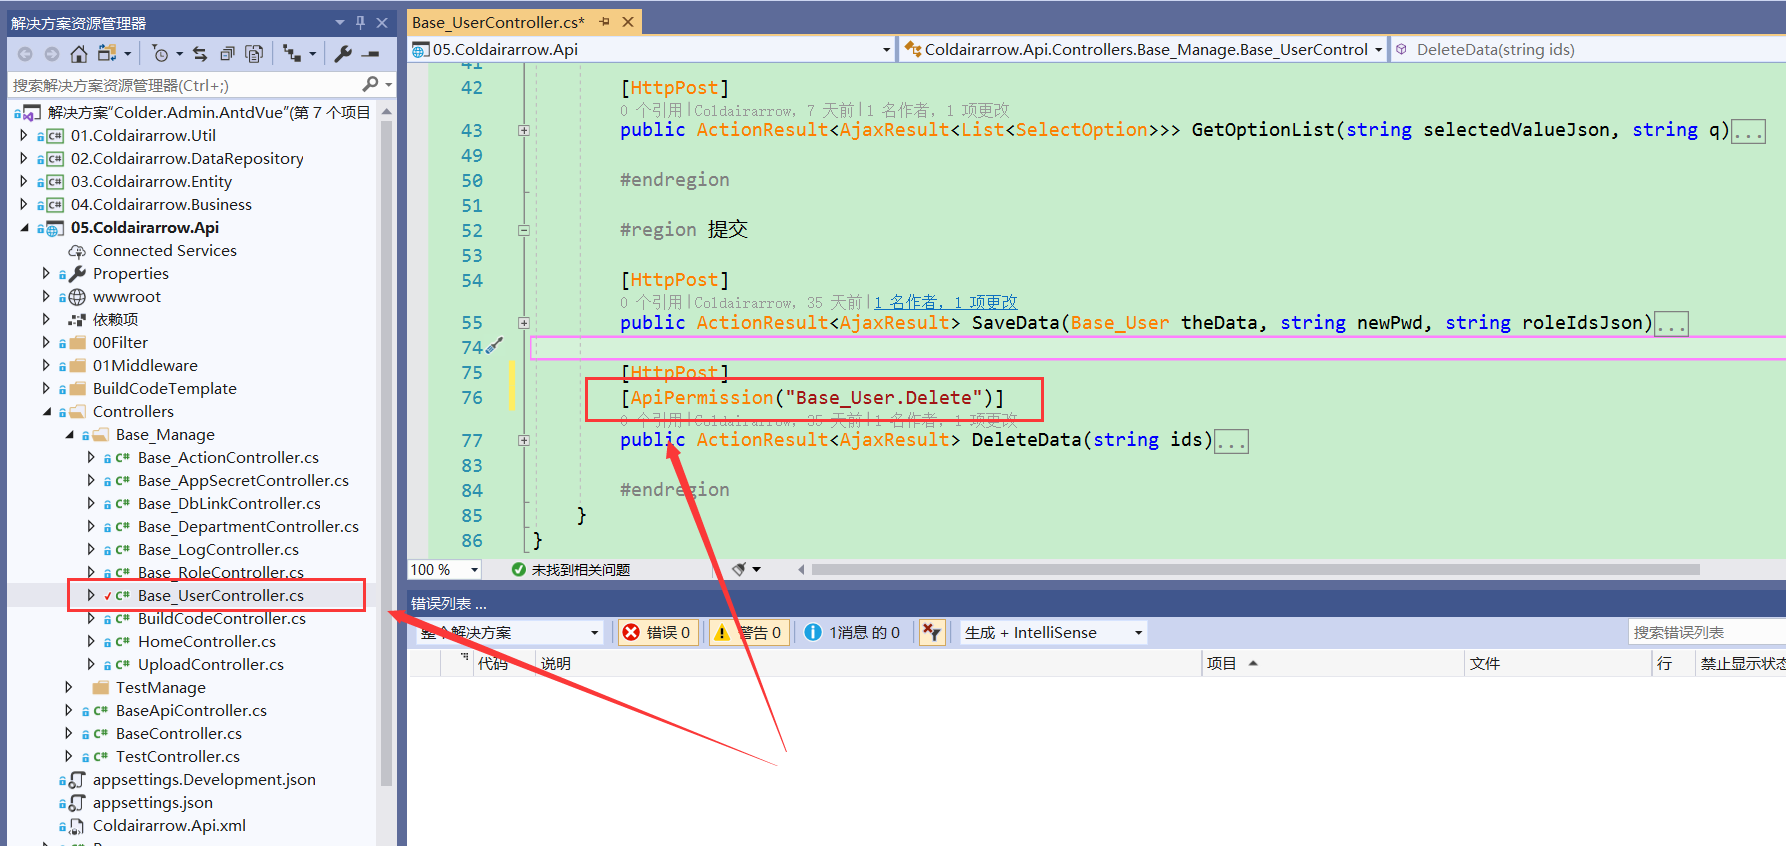 解决方案资源管理器
搜索解决方案资源管理器(Ctrl+;)
解决方案"Colder.Admin.AntdVue"(第 7 个项目
01.Coldairarrow.Util
02.Coldairarrow.DataRepository
03.Coldairarrow.Entity
04.Coldairarrow.Business
05.Coldairarrow.Api
Connected Services
Properties
wwwroot
依赖项
00Filter
01Middleware
BuildCodeTemplate
Controllers
Base_Manage
C# Base_ActionController.cs
C# Base_AppSecretController.cs
C# Base_DbLinkController.cs
C# Base_DepartmentController.cs
C# Base_LogController.cs
C# Base_RoleController.cs
C# Base_UserController.cs
C# BuildCodeController.cs
C# HomeController.cs
C# UploadController.cs
TestManage
C# BaseApiController.cs
C# BaseController.cs
C# TestController.cs
appsettings.Development.json
appsettings.json
Coldairarrow.Api.xml
Base_UserController.cs*
05.Coldairarrow.Api
Coldairarrow.Api.Controllers.Base_Manage.Base_UserControl
DeleteData(string ids)
41
42 [HttpPost]
0 个引用|Coldairarrow, 7 天前|1 名作者, 1 项更改
43 public ActionResult<AjaxResult<List<SelectOption>>> GetOptionList(string selectedValueJson, string q)...
49
50 #endregion
51
52 #region 提交
53
54 [HttpPost]
0 个引用|Coldairarrow, 35 天前|1 名作者, 1 项更改
55 public ActionResult<AjaxResult> SaveData(Base_User theData, string newPwd, string roleIdsJson)...
74
75 [HttpPost]
76 [ApiPermission("Base_User.Delete")]
0 个引用|Coldairarrow, 35 天前|1 名作者, 1 项更改
77 public ActionResult<AjaxResult> DeleteData(string ids)...
83
84 #endregion
85 }
86 }
100 %
未找到相关问题
错误列表 ...
整个解决方案
错误 0
警告 0
1消息 的 0
生成 + IntelliSense
搜索错误列表
代码
说明
项目
文件
行
禁止显示状态